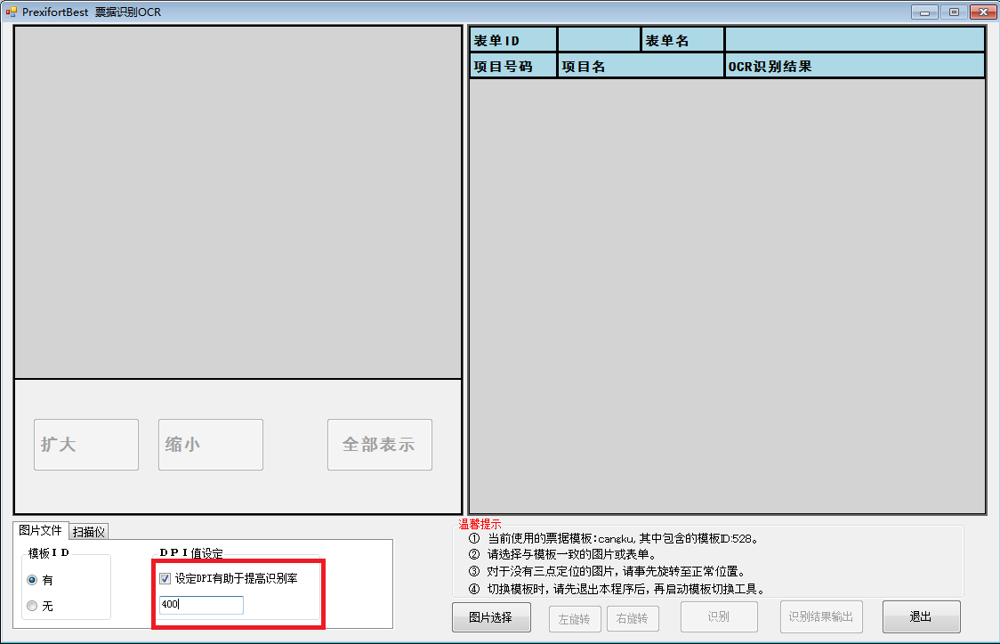 PrexifortBest 票据识别OCR
表单ID 表单名
项目号码 项目名 OCR识别结果
扩大 缩小 全部表示
图片文件 扫描仪
模板ＩＤ
有
无
ＤＰＩ值设定
设定DPI有助于提高识别率
400
温馨提示
① 当前使用的票据模板：cangku, 其中包含的模板ID:528。
② 请选择与模板一致的图片或表单。
③ 对于没有三点定位的图片, 请事先旋转至正常位置。
④ 切换模板时, 请先退出本程序后, 再启动模板切换工具。
图片选择 左旋转 右旋转 识别 识别结果输出 退出